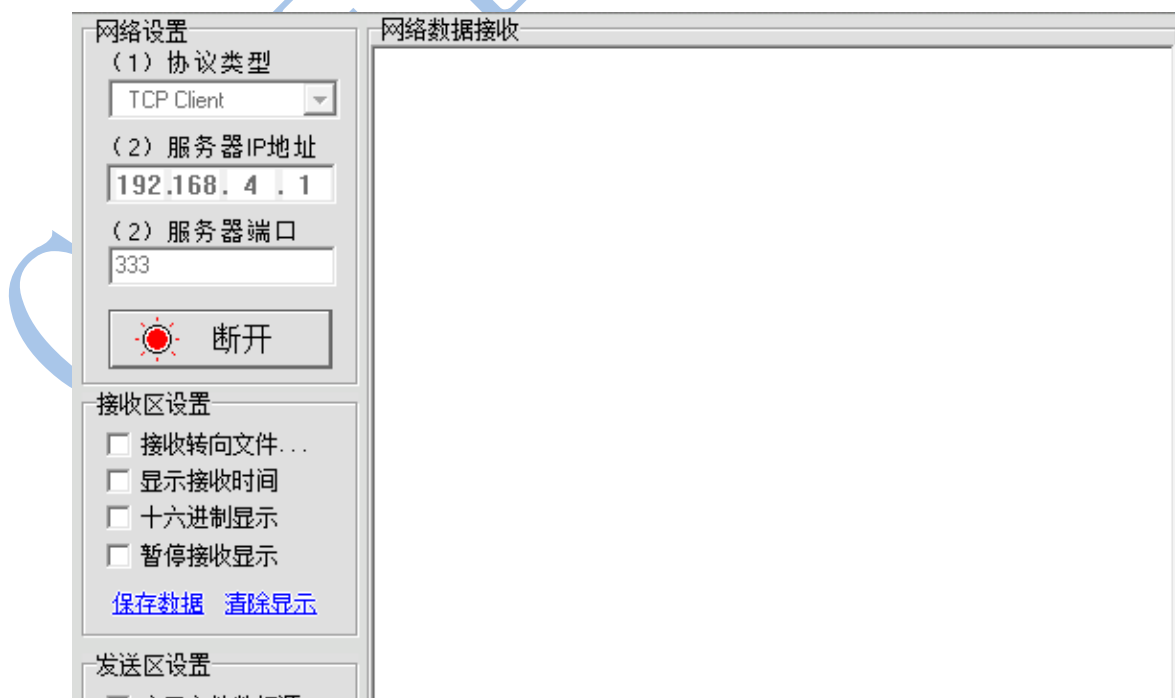 网络设置
(1) 协议类型
TCP Client
(2) 服务器IP地址
192.168. 4 . 1
(2) 服务器端口
333
断开
接收区设置
接收转向文件...
显示接收时间
十六进制显示
暂停接收显示
保存数据 清除显示
发送区设置
网络数据接收